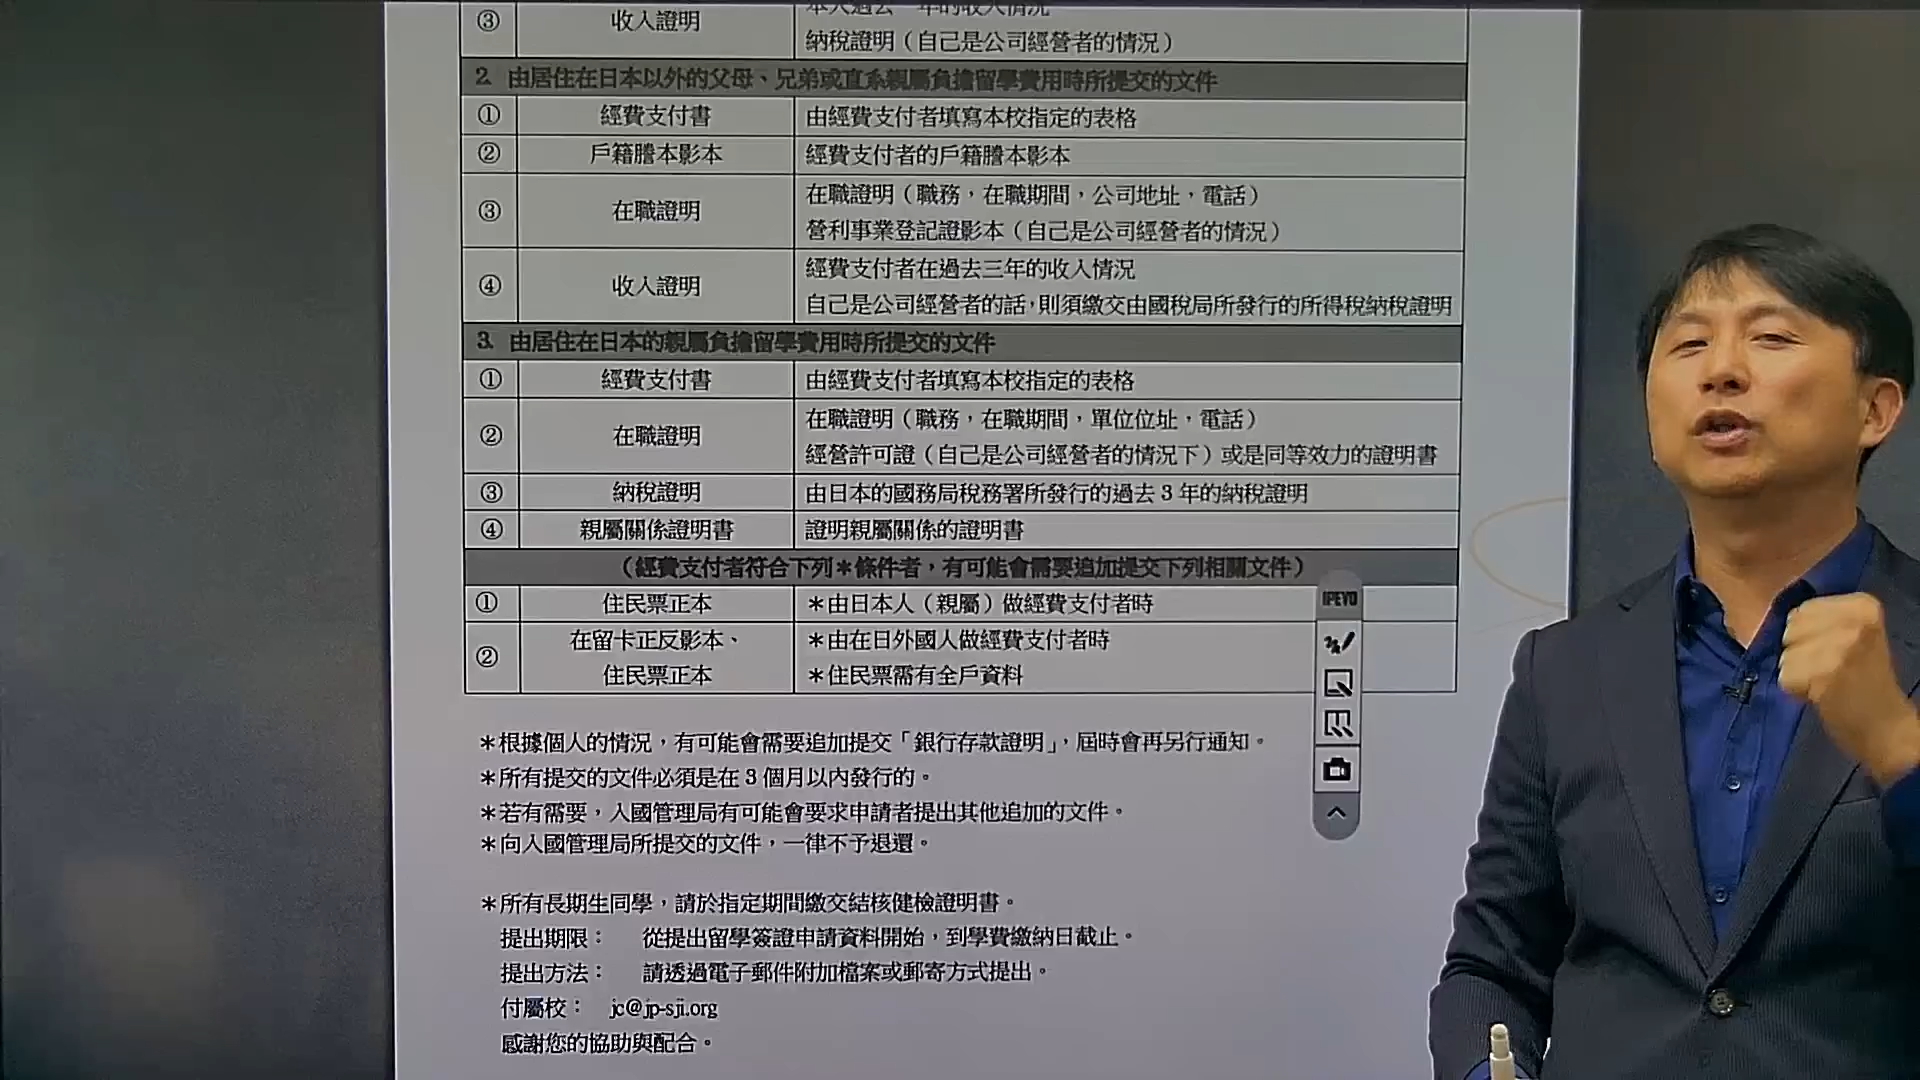 ③ 收入證明
納稅證明（自己是公司經營者的情況）
2. 由居住在日本以外的父母、兄弟或直系親屬負擔留學費用時所提交的文件
① 經費支付書 由經費支付者填寫本校指定的表格
② 戶籍謄本影本 經費支付者的戶籍謄本影本
③ 在職證明 在職證明（職務，在職期間，公司地址，電話）
營利事業登記證影本（自己是公司經營者的情況）
④ 收入證明 經費支付者在過去三年的收入情況
自己是公司經營者的話，則須繳交由國稅局所發行的所得稅納稅證明
3. 由居住在日本的親屬負擔留學費用時所提交的文件
① 經費支付書 由經費支付者填寫本校指定的表格
② 在職證明 在職證明（職務，在職期間，單位位址，電話）
經營許可證（自己是公司經營者的情況下）或是同等效力的證明書
③ 納稅證明 由日本的國務局稅務署所發行的過去 3 年的納稅證明
④ 親屬關係證明書 證明親屬關係的證明書
（經費支付者符合下列＊條件者，有可能會需要追加提交下列相關文件）
① 住民票正本 ＊由日本人（親屬）做經費支付者時
② 在留卡正反影本、 ＊由在日外國人做經費支付者時
住民票正本 ＊住民票需有全戶資料
IPEVO
＊根據個人的情況，有可能會需要追加提交「銀行存款證明」，屆時會再另行通知。
＊所有提交的文件必須是在 3 個月以內發行的。
＊若有需要，入國管理局有可能會要求申請者提出其他追加的文件。
＊向入國管理局所提交的文件，一律不予退還。
＊所有長期生同學，請於指定期間繳交結核健檢證明書。
提出期限： 從提出留學簽證申請資料開始，到學費繳納日截止。
提出方法： 請透過電子郵件附加檔案或郵寄方式提出。
付屬校： jc@jp-sji.org
感謝您的協助與配合。